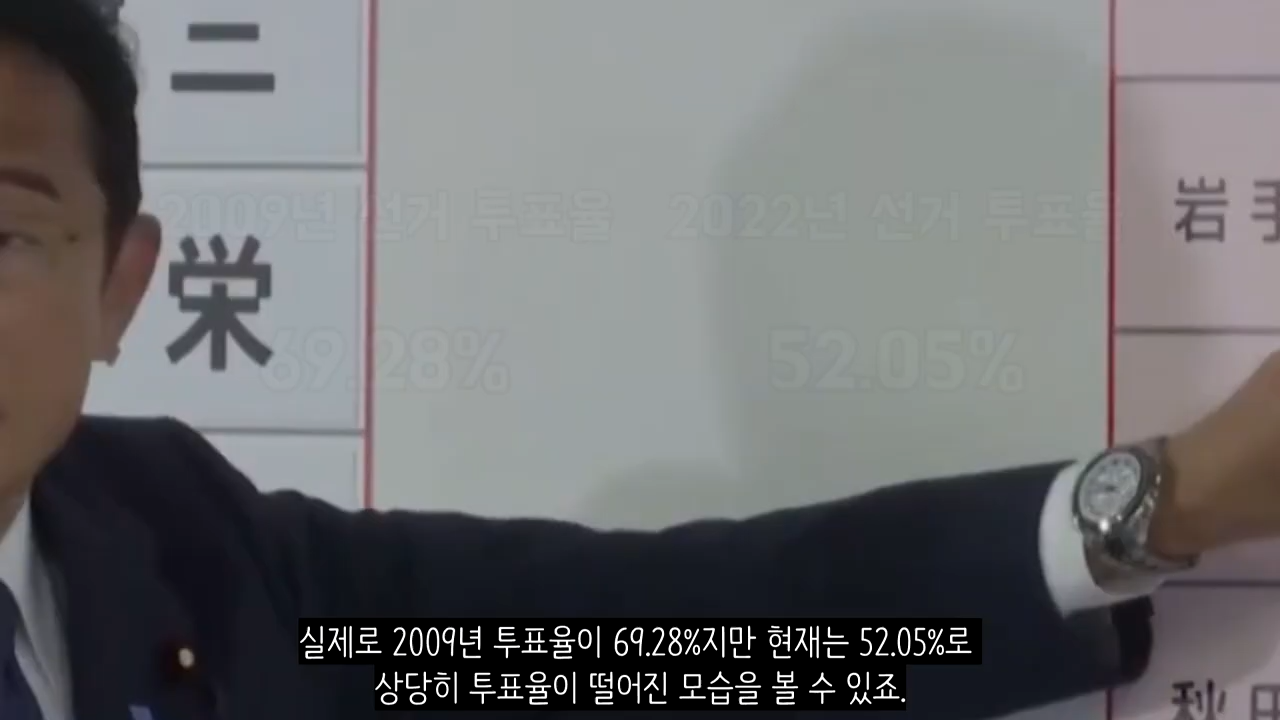 二
栄
岩手
秋田
2009년 선거 투표율
2022년 선거 투표율
69.28%
52.05%
실제로 2009년 투표율이 69.28%지만 현재는 52.05%로
상당히 투표율이 떨어진 모습을 볼 수 있죠.